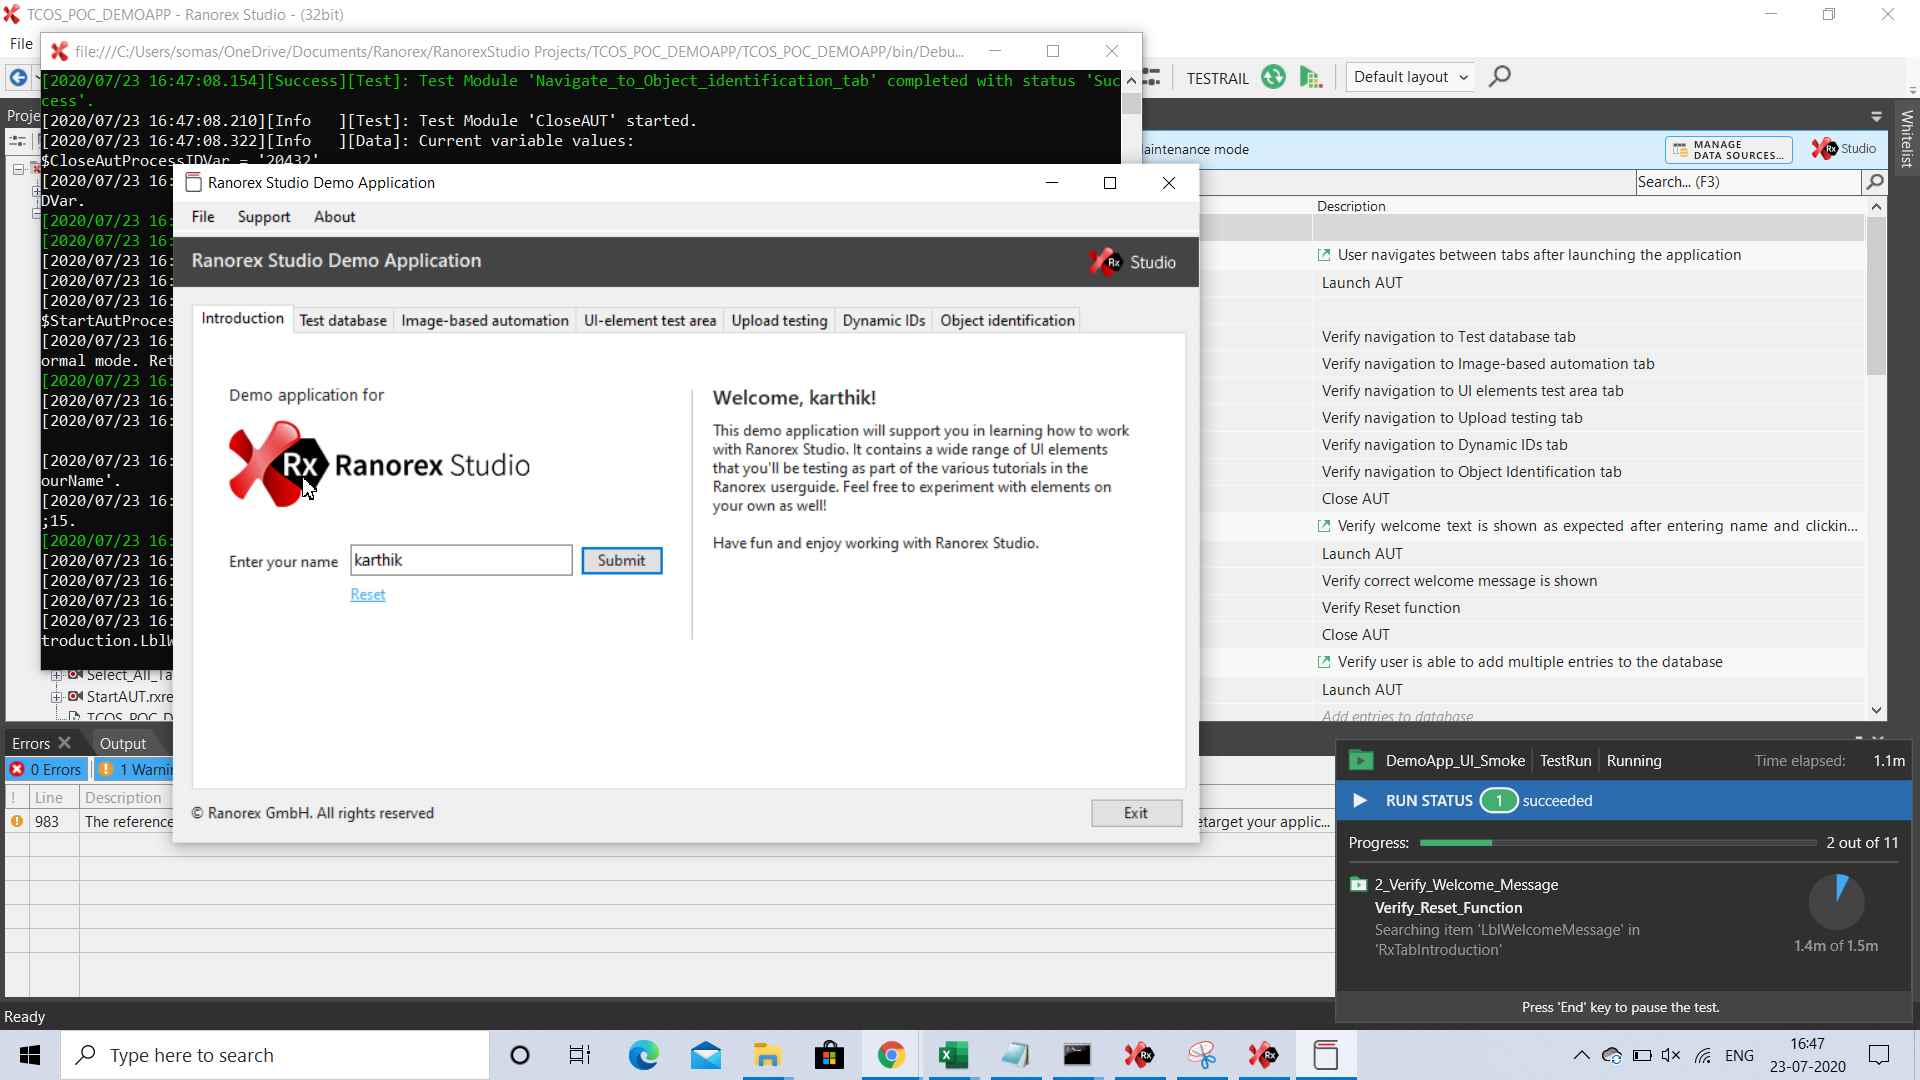 TCOS_POC_DEMOAPP - Ranorex Studio - (32bit)
File
file:///C:/Users/somas/OneDrive/Documents/Ranorex/RanorexStudio Projects/TCOS_POC_DEMOAPP/TCOS_POC_DEMOAPP/bin/Debu...
TESTRAIL
Default layout
[2020/07/23 16:47:08.154][Success][Test]: Test Module 'Navigate_to_Object_identification_tab' completed with status 'Suc
cess'.
[2020/07/23 16:47:08.210][Info   ][Test]: Test Module 'CloseAUT' started.
[2020/07/23 16:47:08.322][Info   ][Data]: Current variable values:
$CloseAutProcessIDVar = '20432'
[2020/07/23 16:
DVar.
[2020/07/23 16:
[2020/07/23 16:
[2020/07/23 16:
[2020/07/23 16:
[2020/07/23 16:
$StartAutProces
[2020/07/23 16:
ormal mode. Ret
[2020/07/23 16:
[2020/07/23 16:
[2020/07/23 16:
[2020/07/23 16:
ourName'.
[2020/07/23 16:
;15.
[2020/07/23 16:
[2020/07/23 16:
[2020/07/23 16:
[2020/07/23 16:
[2020/07/23 16:
troduction.LblW
Proje
Select_All_Ta
StartAUT.rxre
TCOS_POC_D
Ranorex Studio Demo Application
File Support About
Ranorex Studio Demo Application
Rx Studio
Introduction Test database Image-based automation UI-element test area Upload testing Dynamic IDs Object identification
Demo application for
Rx Ranorex Studio
Enter your name karthik Submit
Reset
Welcome, karthik!
This demo application will support you in learning how to work
with Ranorex Studio. It contains a wide range of UI elements
that you'll be testing as part of the various tutorials in the
Ranorex userguide. Feel free to experiment with elements on
your own as well!
Have fun and enjoy working with Ranorex Studio.
© Ranorex GmbH. All rights reserved
Exit
aintenance mode
MANAGE
DATA SOURCES...
Rx Studio
Whitelist
Search... (F3)
Description
User navigates between tabs after launching the application
Launch AUT
Verify navigation to Test database tab
Verify navigation to Image-based automation tab
Verify navigation to UI elements test area tab
Verify navigation to Upload testing tab
Verify navigation to Dynamic IDs tab
Verify navigation to Object Identification tab
Close AUT
Verify welcome text is shown as expected after entering name and clickin...
Launch AUT
Verify correct welcome message is shown
Verify Reset function
Close AUT
Verify user is able to add multiple entries to the database
Launch AUT
Add entries to database
Errors Output
0 Errors 1 Warnin
! Line Description
983 The reference
etarget your applic...
DemoApp_UI_Smoke TestRun Running Time elapsed: 1.1m
RUN STATUS 1 succeeded
Progress: 2 out of 11
2_Verify_Welcome_Message
Verify_Reset_Function
Searching item 'LblWelcomeMessage' in
'RxTabIntroduction'
1.4m of 1.5m
Press 'End' key to pause the test.
Ready
Type here to search
ENG
16:47
23-07-2020